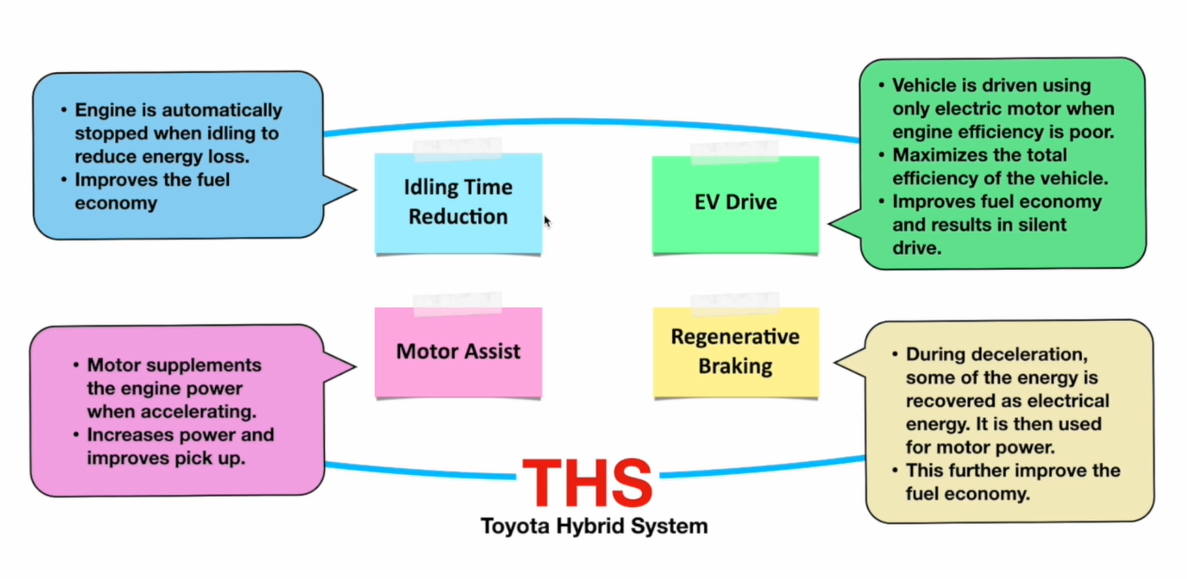 • Engine is automatically
stopped when idling to
reduce energy loss.
• Improves the fuel
economy
Idling Time
Reduction
EV Drive
• Vehicle is driven using
only electric motor when
engine efficiency is poor.
• Maximizes the total
efficiency of the vehicle.
• Improves fuel economy
and results in silent
drive.
• Motor supplements
the engine power
when accelerating.
• Increases power and
improves pick up.
Motor Assist
Regenerative
Braking
• During deceleration,
some of the energy is
recovered as electrical
energy. It is then used
for motor power.
• This further improve the
fuel economy.
THS
Toyota Hybrid System